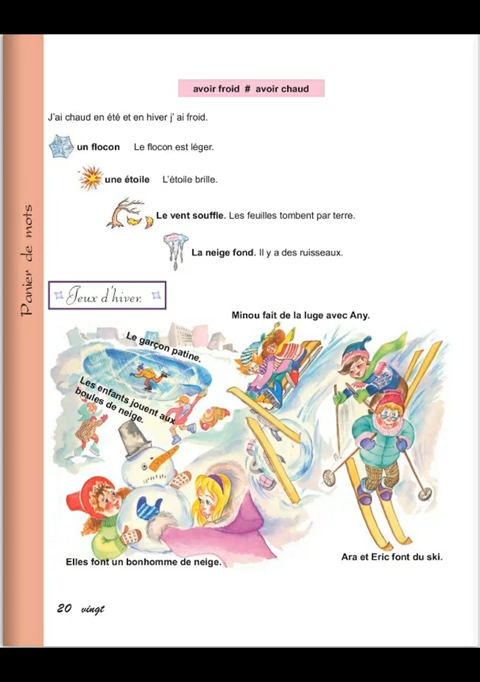 avoir froid # avoir chaud
J'ai chaud en été et en hiver j' ai froid.
un flocon Le flocon est léger.
une étoile L'étoile brille.
Le vent souffle. Les feuilles tombent par terre.
La neige fond. Il y a des ruisseaux.
Panier de mots
Jeux d'hiver.
Minou fait de la luge avec Any.
Le garçon patine.
Les enfants jouent aux
boules de neige.
Elles font un bonhomme de neige.
Ara et Eric font du ski.
20 vingt